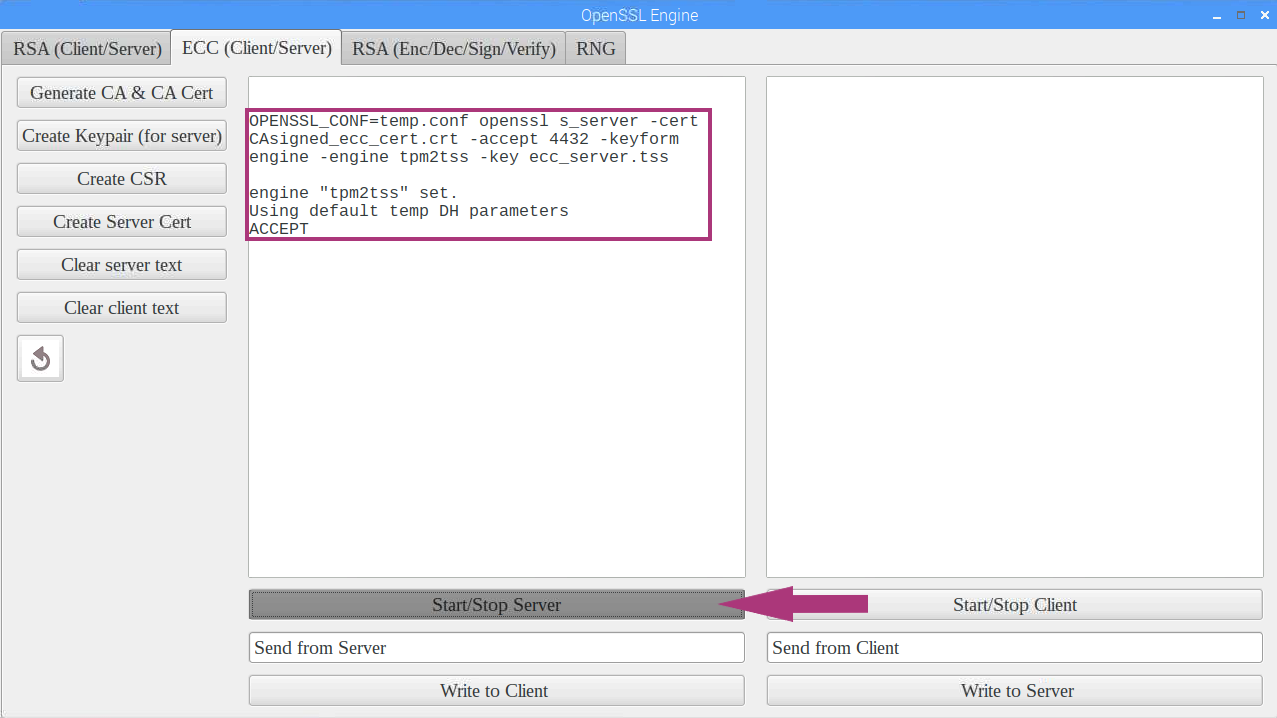 OpenSSL Engine
RSA (Client/Server)
ECC (Client/Server)
RSA (Enc/Dec/Sign/Verify)
RNG
Generate CA & CA Cert
Create Keypair (for server)
Create CSR
Create Server Cert
Clear server text
Clear client text
OPENSSL_CONF=temp.conf openssl s_server -cert
CAsigned_ecc_cert.crt -accept 4432 -keyform
engine -engine tpm2tss -key ecc_server.tss
engine "tpm2tss" set.
Using default temp DH parameters
ACCEPT
Start/Stop Server
Start/Stop Client
Send from Server
Send from Client
Write to Client
Write to Server